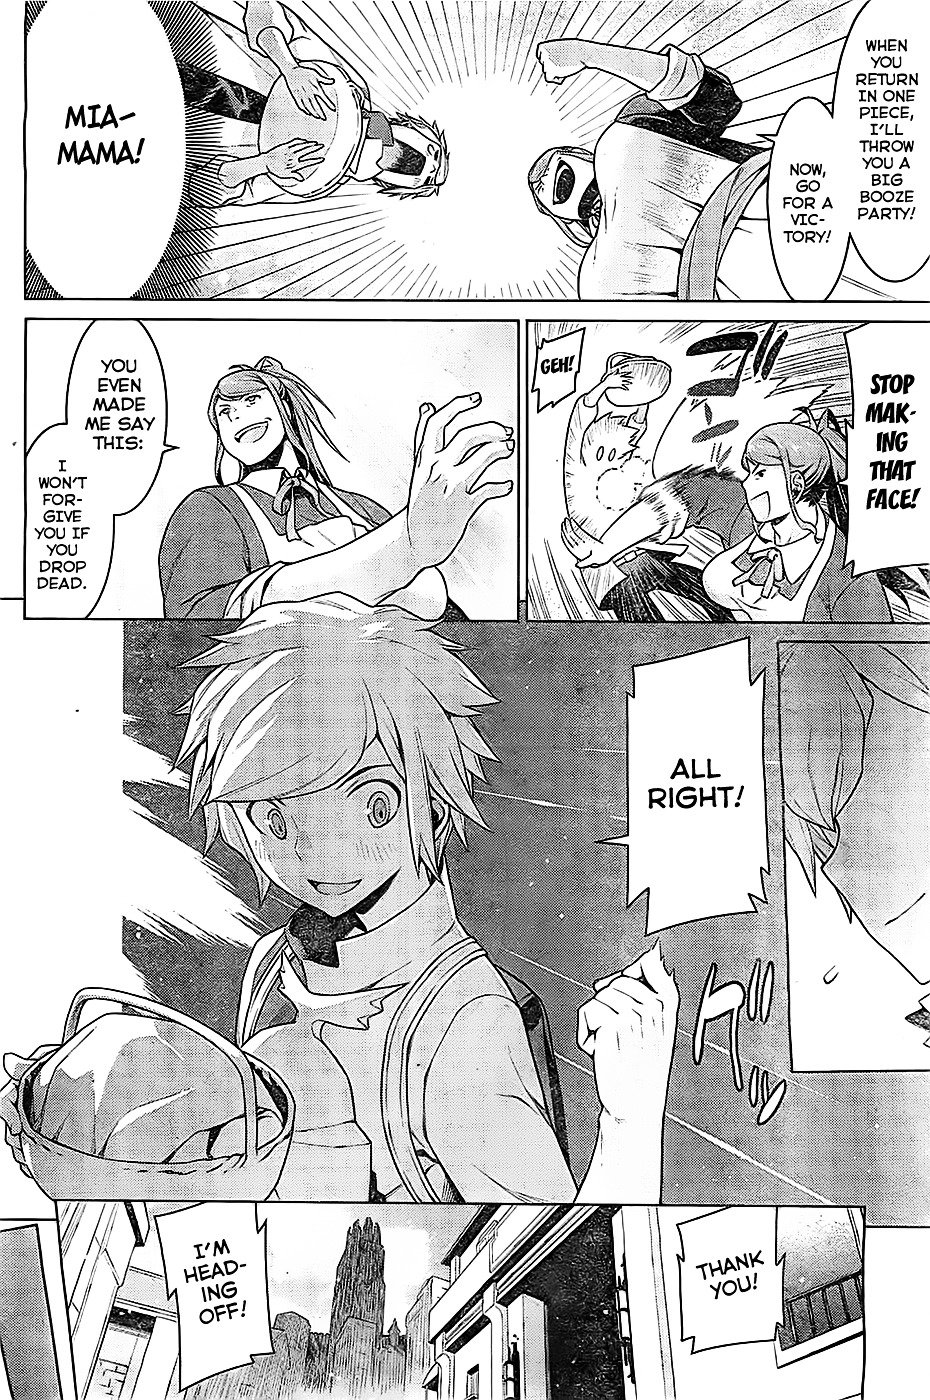 WHEN
YOU
RETURN
IN ONE
PIECE,
I'LL
THROW
YOU A
BIG
BOOZE
PARTY!
NOW,
GO
FOR A
VIC-
TORY!
MIA-
MAMA!
STOP
MAK-
ING
THAT
FACE!
GEH!
YOU
EVEN
MADE
ME SAY
THIS:
I
WON'T
FOR-
GIVE
YOU IF
YOU
DROP
DEAD.
ALL
RIGHT!
THANK
YOU!
I'M
HEAD-
ING
OFF!